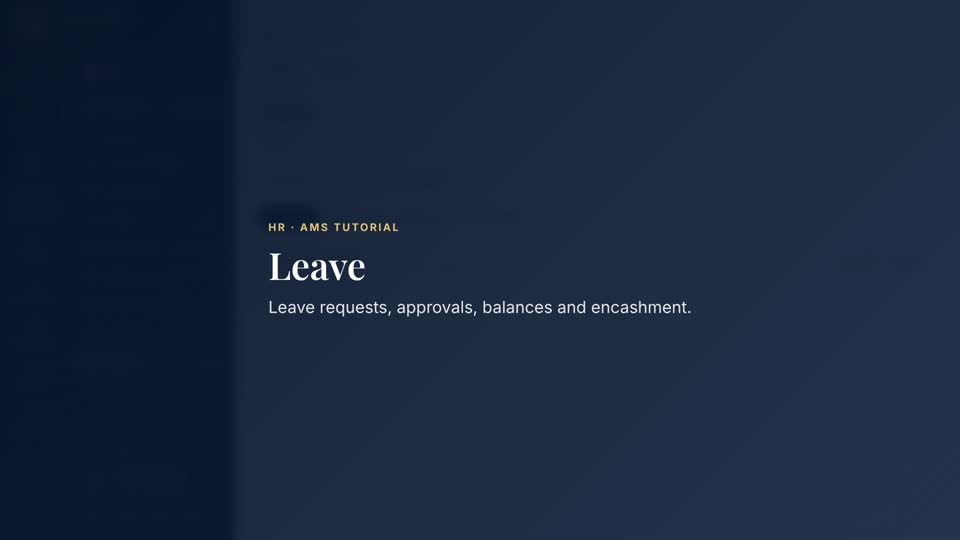 HR · AMS TUTORIAL
Leave
Leave requests, approvals, balances and encashment.